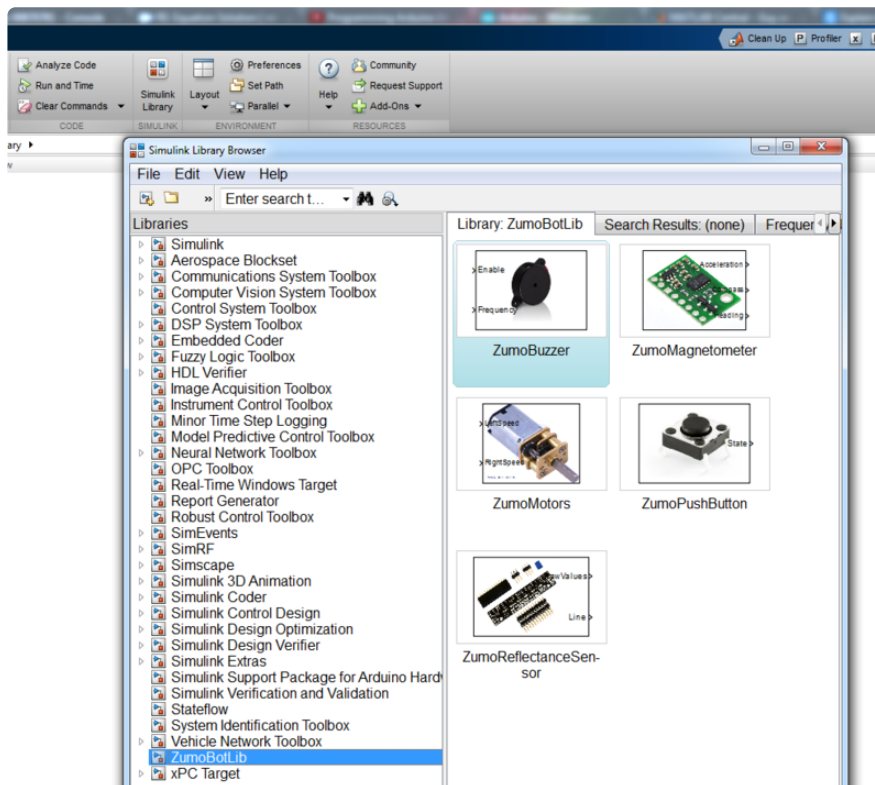 Clean Up
P Profiler
Analyze Code
Preferences
Community
Run and Time
Set Path
Request Support
Simulink
Library
Layout
Help
Clear Commands
Parallel
Add-Ons
CODE
SIMULINK
ENVIRONMENT
RESOURCES
ary
Simulink Library Browser
File Edit View Help
» Enter search t...
Libraries
Library: ZumoBotLib
Search Results: (none)
Frequen
Simulink
Aerospace Blockset
Communications System Toolbox
Computer Vision System Toolbox
Control System Toolbox
DSP System Toolbox
Embedded Coder
Fuzzy Logic Toolbox
HDL Verifier
Image Acquisition Toolbox
Instrument Control Toolbox
Minor Time Step Logging
Model Predictive Control Toolbox
Neural Network Toolbox
OPC Toolbox
Real-Time Windows Target
Report Generator
Robust Control Toolbox
SimEvents
SimRF
Simscape
Simulink 3D Animation
Simulink Coder
Simulink Control Design
Simulink Design Optimization
Simulink Design Verifier
Simulink Extras
Simulink Support Package for Arduino Hardw
Simulink Verification and Validation
Stateflow
System Identification Toolbox
Vehicle Network Toolbox
ZumoBotLib
xPC Target
Enable
Frequency
ZumoBuzzer
Acceleration
ZumoMagnetometer
LeftSpeed
RightSpeed
ZumoMotors
State
ZumoPushButton
Line
ZumoReflectanceSen-
sor